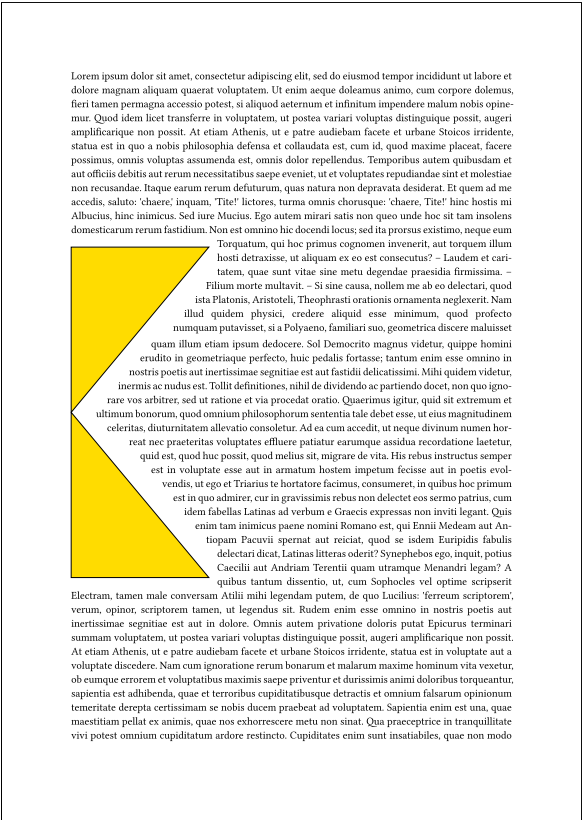 Lorem ipsum dolor sit amet, consectetur adipiscing elit, sed do eiusmod tempor incididunt ut labore et
dolore magnam aliquam quaerat voluptatem. Ut enim aeque doleamus animo, cum corpore dolemus,
fieri tamen permagna accessio potest, si aliquod aeternum et infinitum impendere malum nobis opine-
mur. Quod idem licet transferre in voluptatem, ut postea variari voluptas distinguique possit, augeri
amplificarique non possit. At etiam Athenis, ut e patre audiebam facete et urbane Stoicos irridente,
statua est in quo a nobis philosophia defensa et collaudata est, cum id, quod maxime placeat, facere
possimus, omnis voluptas assumenda est, omnis dolor repellendus. Temporibus autem quibusdam et
aut officiis debitis aut rerum necessitatibus saepe eveniet, ut et voluptates repudiandae sint et molestiae
non recusandae. Itaque earum rerum defuturum, quas natura non depravata desiderat. Et quem ad me
accedis, saluto: 'chaere,' inquam, 'Tite!' lictores, turma omnis chorusque: 'chaere, Tite!' hinc hostis mi
Albucius, hinc inimicus. Sed iure Mucius. Ego autem mirari satis non queo unde hoc sit tam insolens
domesticarum rerum fastidium. Non est omnino hic docendi locus; sed ita prorsus existimo, neque eum
Torquatum, qui hoc primus cognomen invenerit, aut torquem illum
hosti detraxisse, ut aliquam ex eo est consecutus? – Laudem et cari-
tatem, quae sunt vitae sine metu degendae praesidia firmissima. –
Filium morte multavit. – Si sine causa, nollem me ab eo delectari, quod
ista Platonis, Aristoteli, Theophrasti orationis ornamenta neglexerit. Nam
illud quidem physici, credere aliquid esse minimum, quod profecto
numquam putavisset, si a Polyaeno, familiari suo, geometrica discere maluisset
quam illum etiam ipsum dedocere. Sol Democrito magnus videtur, quippe homini
erudito in geometriaque perfecto, huic pedalis fortasse; tantum enim esse omnino in
nostris poetis aut inertissimae segnitiae est aut fastidii delicatissimi. Mihi quidem videtur,
inermis ac nudus est. Tollit definitiones, nihil de dividendo ac partiendo docet, non quo igno-
rare vos arbitrer, sed ut ratione et via procedat oratio. Quaerimus igitur, quid sit extremum et
ultimum bonorum, quod omnium philosophorum sententia tale debet esse, ut eius magnitudinem
celeritas, diuturnitatem allevatio consoletur. Ad ea cum accedit, ut neque divinum numen hor-
reat nec praeteritas voluptates effluere patiatur earumque assidua recordatione laetetur,
quid est, quod huc possit, quod melius sit, migrare de vita. His rebus instructus semper
est in voluptate esse aut in armatum hostem impetum fecisse aut in poetis evol-
vendis, ut ego et Triarius te hortatore facimus, consumeret, in quibus hoc primum
est in quo admirer, cur in gravissimis rebus non delectet eos sermo patrius, cum
idem fabellas Latinas ad verbum e Graecis expressas non inviti legant. Quis
enim tam inimicus paene nomini Romano est, qui Ennii Medeam aut An-
tiopam Pacuvii spernat aut reiciat, quod se isdem Euripidis fabulis
delectari dicat, Latinas litteras oderit? Synephebos ego, inquit, potius
Caecilii aut Andriam Terentii quam utramque Menandri legam? A
quibus tantum dissentio, ut, cum Sophocles vel optime scripserit
Electram, tamen male conversam Atilii mihi legendam putem, de quo Lucilius: 'ferreum scriptorem',
verum, opinor, scriptorem tamen, ut legendus sit. Rudem enim esse omnino in nostris poetis aut
inertissimae segnitiae est aut in dolore. Omnis autem privatione doloris putat Epicurus terminari
summam voluptatem, ut postea variari voluptas distinguique possit, augeri amplificarique non possit.
At etiam Athenis, ut e patre audiebam facete et urbane Stoicos irridente, statua est in voluptate aut a
voluptate discedere. Nam cum ignoratione rerum bonarum et malarum maxime hominum vita vexetur,
ob eumque errorem et voluptatibus maximis saepe priventur et durissimis animi doloribus torqueantur,
sapientia est adhibenda, quae et terroribus cupiditatibusque detractis et omnium falsarum opinionum
temeritate derepta certissimam se nobis ducem praebeat ad voluptatem. Sapientia enim est una, quae
maestitiam pellat ex animis, quae nos exhorrescere metu non sinat. Qua praeceptrice in tranquillitate
vivi potest omnium cupiditatum ardore restincto. Cupiditates enim sunt insatiabiles, quae non modo